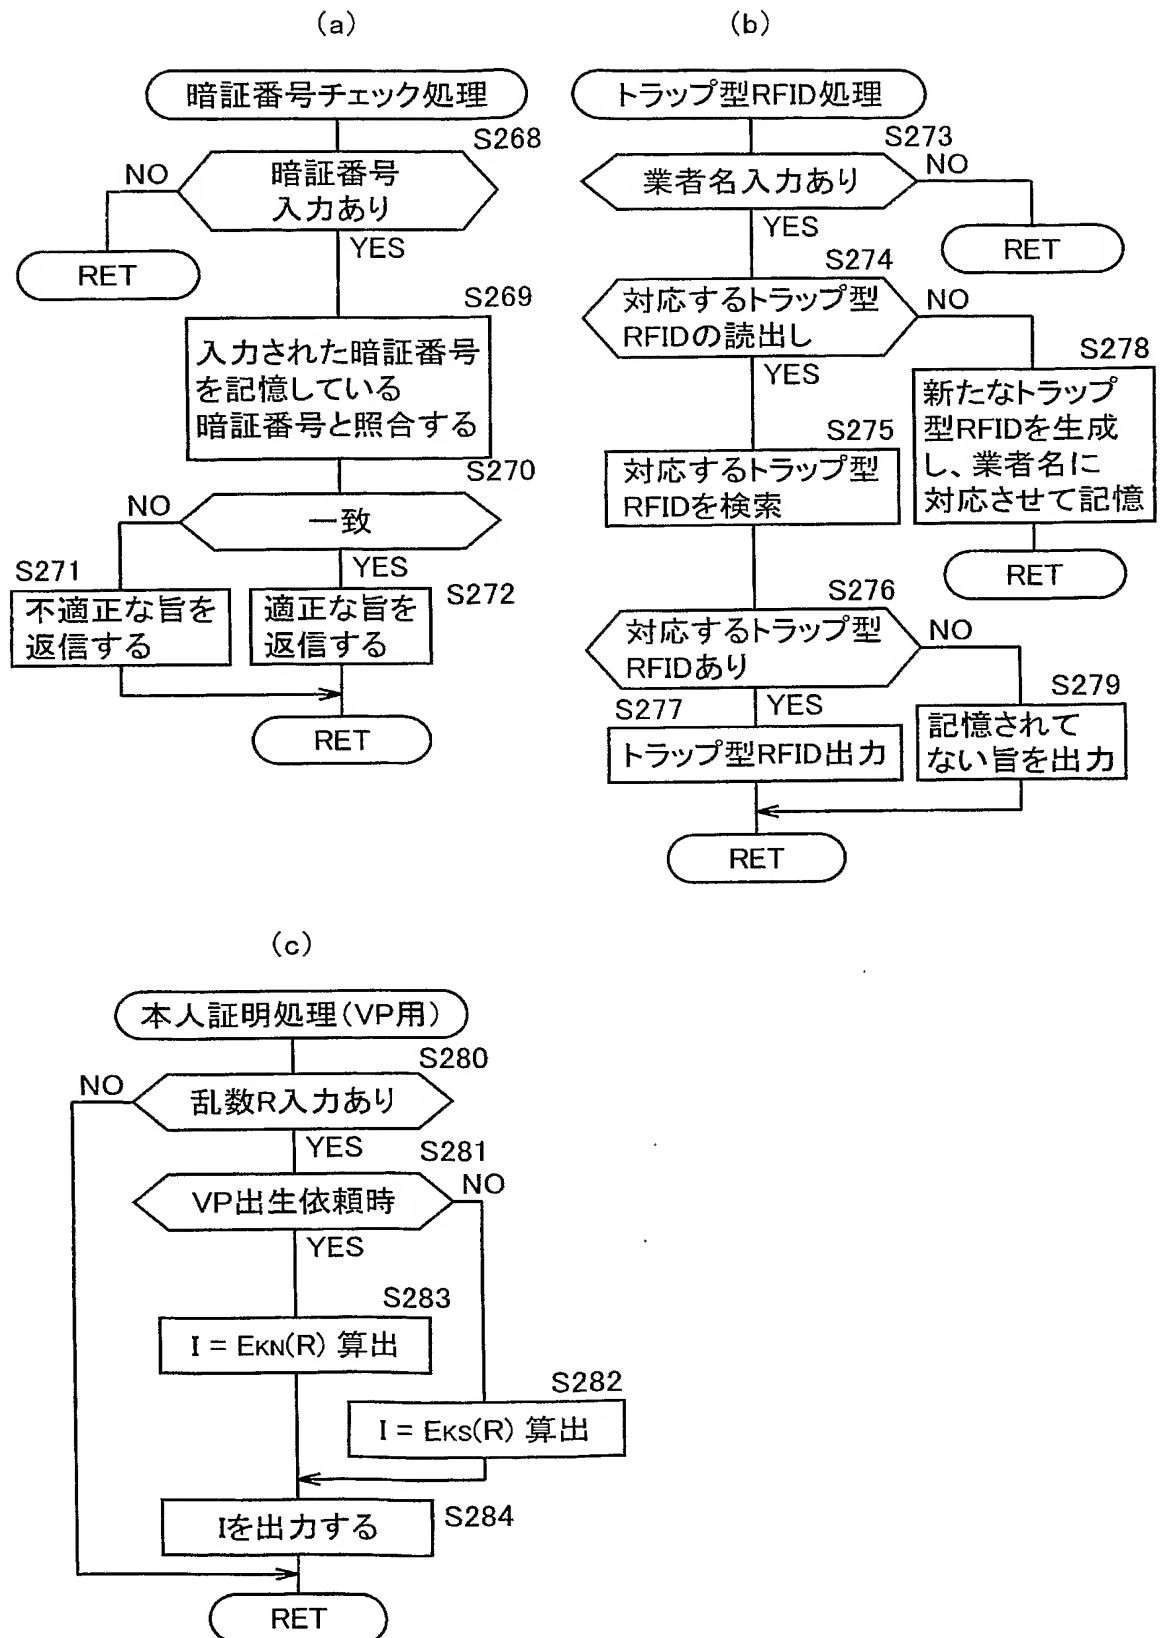 (a)
暗証番号チェック処理
S268
NO
暗証番号
入力あり
YES
RET
S269
入力された暗証番号
を記憶している
暗証番号と照合する
S270
NO
一致
YES
S271
不適正な旨を
返信する
S272
適正な旨を
返信する
RET
(b)
トラップ型RFID処理
S273
業者名入力あり
NO
YES
RET
S274
対応するトラップ型
RFIDの読出し
NO
YES
S278
新たなトラップ
型RFIDを生成
し、業者名に
対応させて記憶
RET
S275
対応するトラップ型
RFIDを検索
S276
対応するトラップ型
RFIDあり
NO
YES
S277
トラップ型RFID出力
S279
記憶されて
ない旨を出力
RET
(c)
本人証明処理(VP用)
S280
NO
乱数R入力あり
YES
S281
VP出生依頼時
NO
YES
S283
I = EKN(R) 算出
S282
I = EKS(R) 算出
Iを出力する
S284
RET